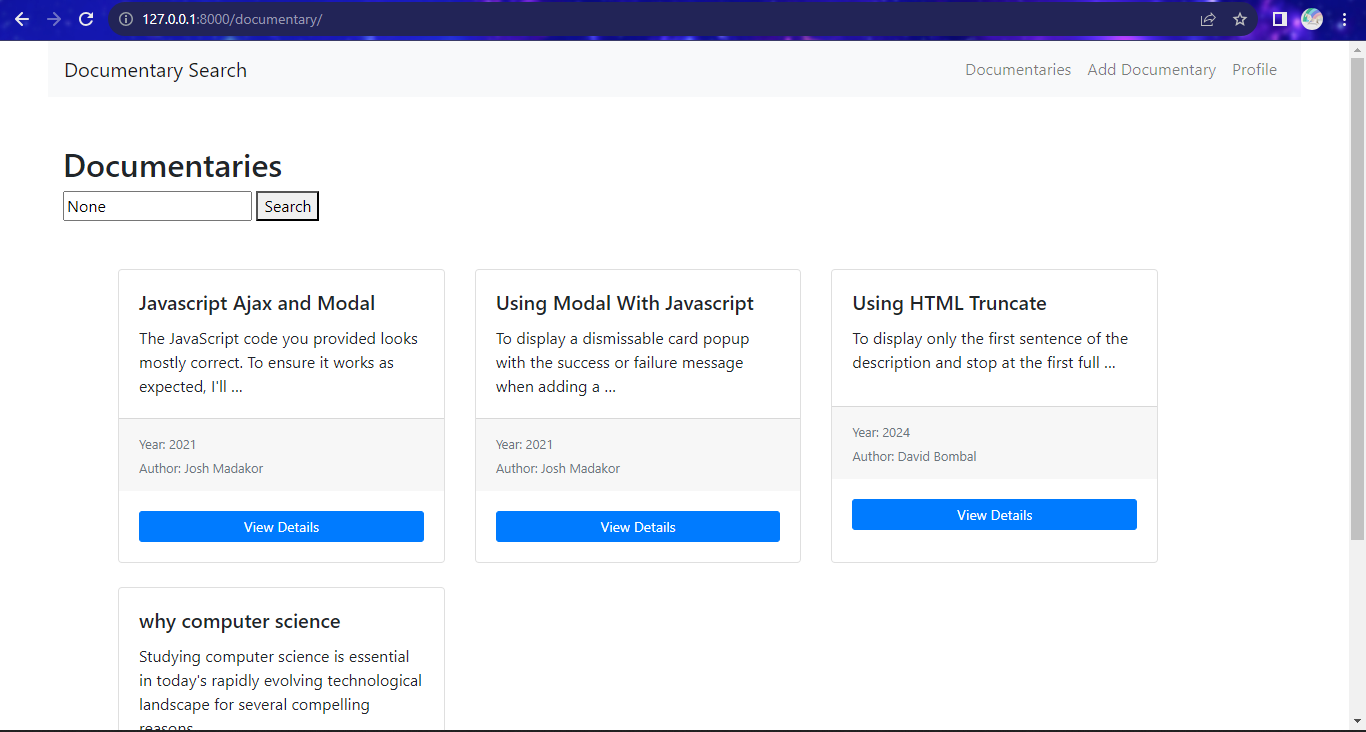 127.0.0.1:8000/documentary/
Documentary Search
Documentaries
Add Documentary
Profile
Documentaries
None
Search
Javascript Ajax and Modal
The JavaScript code you provided looks
mostly correct. To ensure it works as
expected, I'll ...
Year: 2021
Author: Josh Madakor
View Details
Using Modal With Javascript
To display a dismissable card popup
with the success or failure message
when adding a ...
Year: 2021
Author: Josh Madakor
View Details
Using HTML Truncate
To display only the first sentence of the
description and stop at the first full ...
Year: 2024
Author: David Bombal
View Details
why computer science
Studying computer science is essential
in today's rapidly evolving technological
landscape for several compelling
reasons